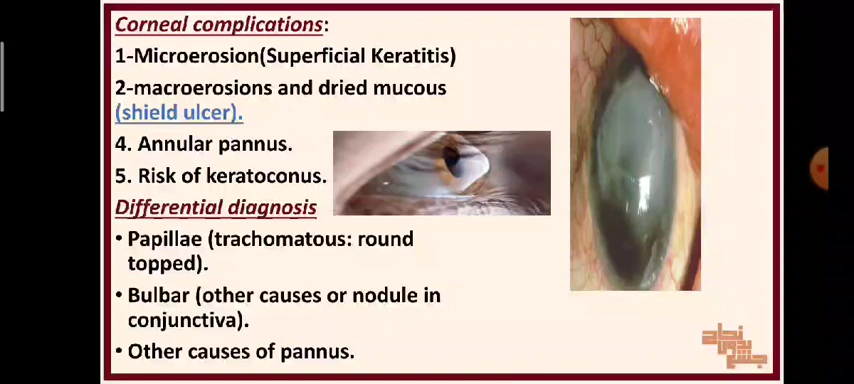 Corneal complications:
1-Microerosion(Superficial Keratitis)
2-macroerosions and dried mucous
(shield ulcer).
4. Annular pannus.
5. Risk of keratoconus.
Differential diagnosis
• Papillae (trachomatous: round
topped).
• Bulbar (other causes or nodule in
conjunctiva).
• Other causes of pannus.